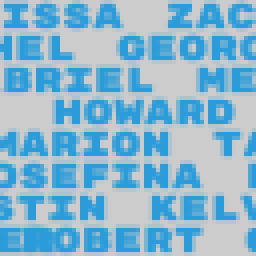 ISSA ZAC
HEL GEORG
BRIEL ME
HOWARD
MARION TA
OSEFINA
STIN KELV
ROBERT